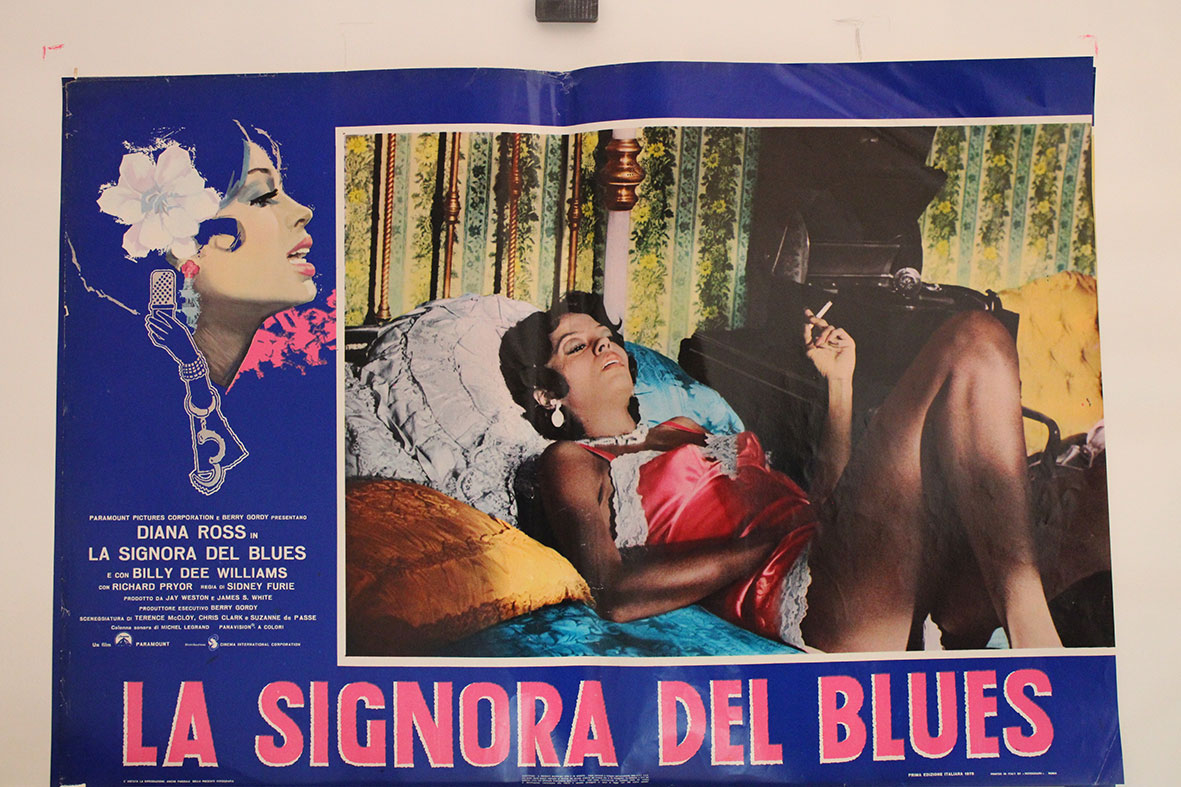 PARAMOUNT PICTURES CORPORATION E BERRY GORDY PRESENTANO
DIANA ROSS IN
LA SIGNORA DEL BLUES
E CON BILLY DEE WILLIAMS
CON RICHARD PRYOR REGIA DI SIDNEY FURIE
PRODOTTO DA JAY WESTON E JAMES S. WHITE
PRODUTTORE ESECUTIVO BERRY GORDY
SCENEGGIATURA DI TERENCE McCLOY, CHRIS CLARK E SUZANNE de PASSE
Colonna sonora di MICHEL LEGRAND PARAVISION® A COLORI
Un film PARAMOUNT distribuzione CINEMA INTERNATIONAL CORPORATION
LA SIGNORA DEL BLUES
PRIMA EDIZIONE ITALIANA